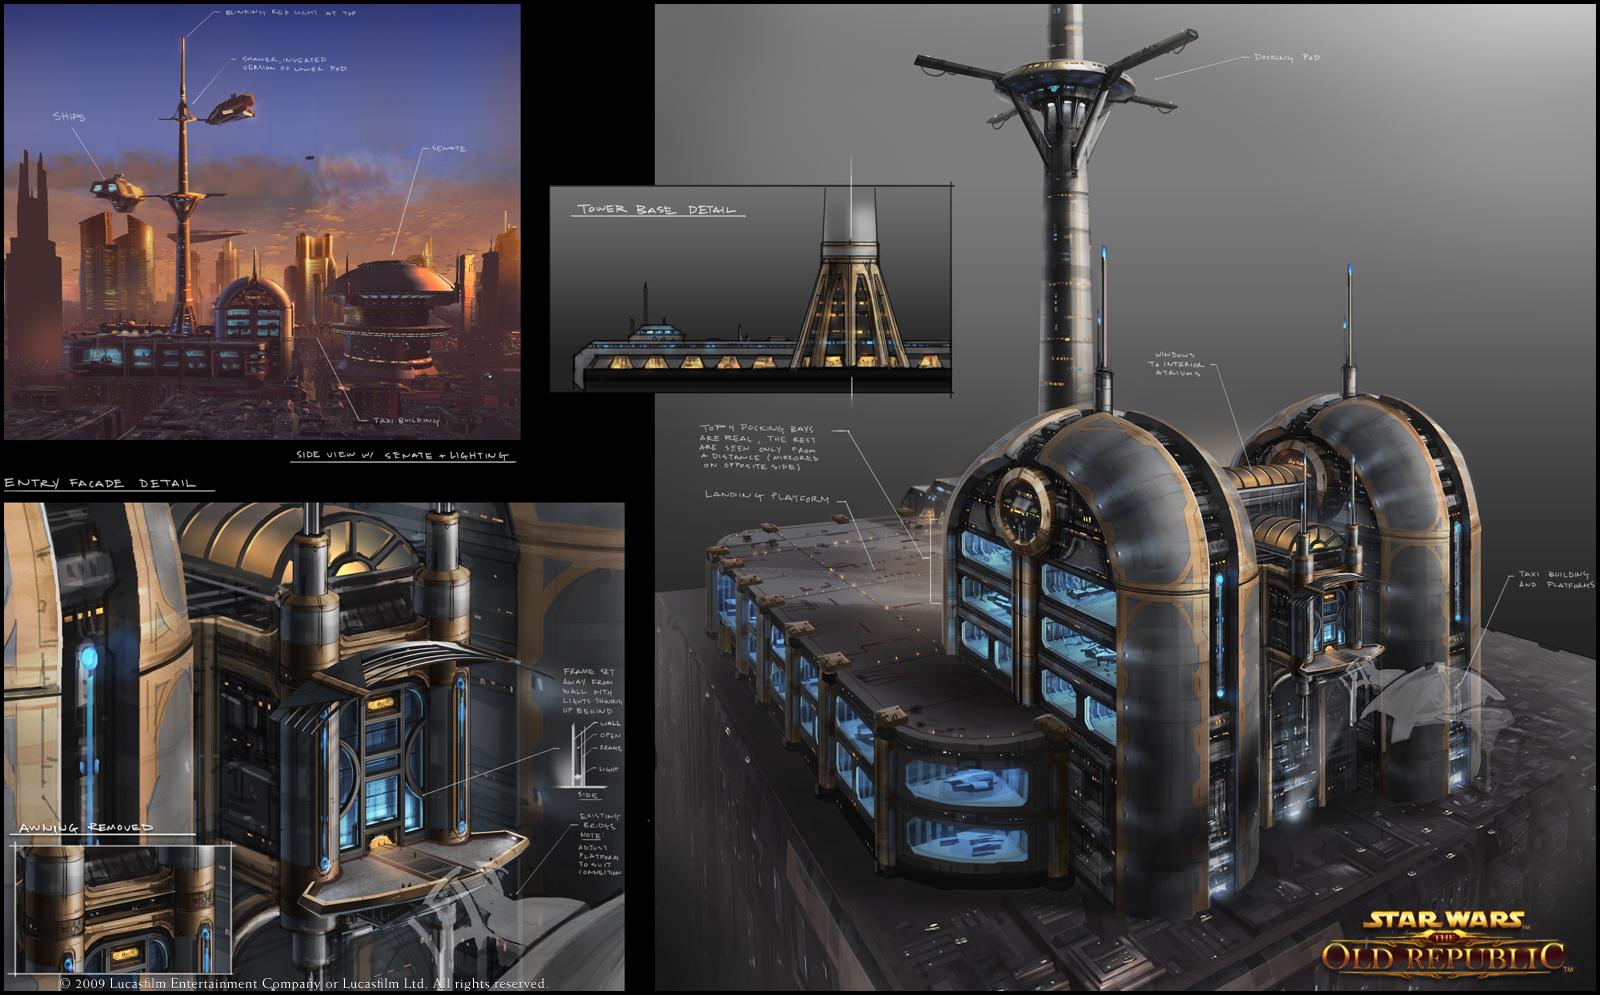 BLINKING RED LIGHT AT TOP
SMALLER, INVERTED
VERSION OF LOWER POD
SHIPS
SENATE
TAXI BUILDING
SIDE VIEW W/ SENATE + LIGHTING
ENTRY FACADE DETAIL
FRAME SET
AWAY FROM
WALL WITH
LIGHTS SHINING
UP BEHIND
WALL
OPEN
FRAME
LIGHT
SIDE
EXISTING
BRIDGE
NOTE:
ADJUST
PLATFORM
TO SUIT
CONNECTION
AWNING REMOVED
© 2009 Lucasfilm Entertainment Company or Lucasfilm Ltd. All rights reserved.
TOWER BASE DETAIL
DOCKING POD
WINDOWS
TO INTERIOR
ATRIUMS
TOP 4 DOCKING BAYS
ARE REAL, THE REST
ARE SEEN ONLY FROM
A DISTANCE (MIRRORED
ON OPPOSITE SIDE)
LANDING PLATFORM
TAXI BUILDING
AND PLATFORMS
STAR WARS™
THE
OLD REPUBLIC™